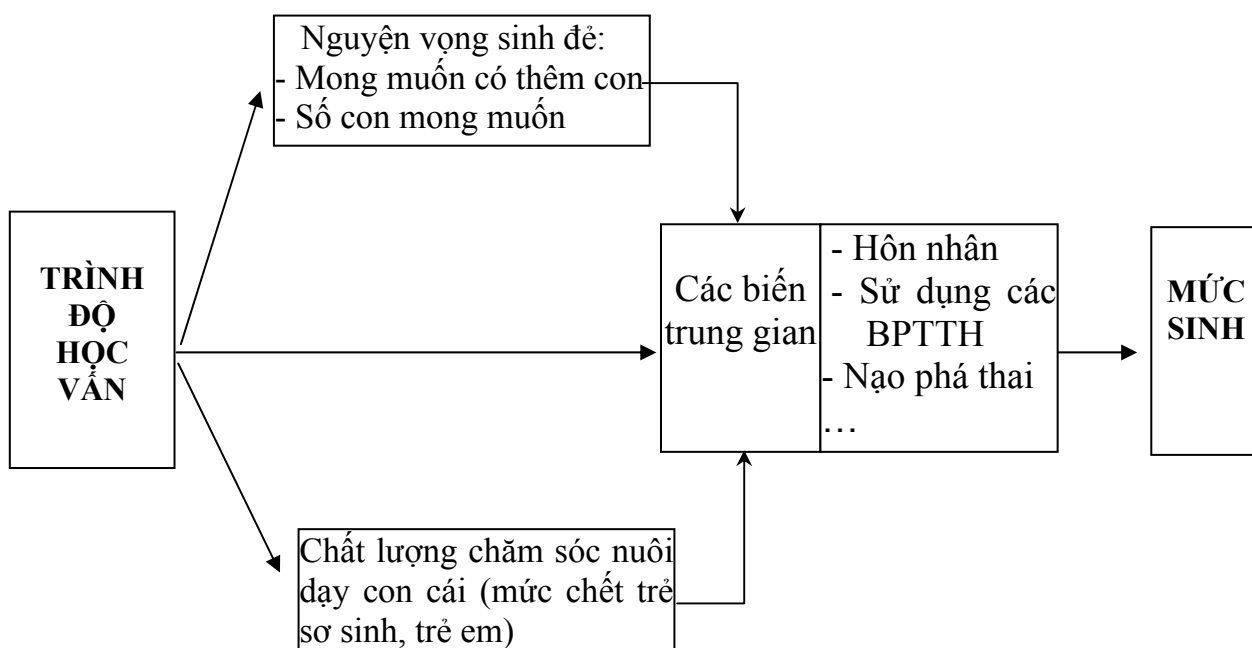 Nguyện vọng sinh đẻ:
- Mong muốn có thêm con
- Số con mong muốn
TRÌNH
ĐỘ
HỌC
VẤN
Các biến
trung gian
- Hôn nhân
- Sử dụng các
BPTTH
- Nạo phá thai
…
MỨC
SINH
Chất lượng chăm sóc nuôi
dạy con cái (mức chết trẻ
sơ sinh, trẻ em)